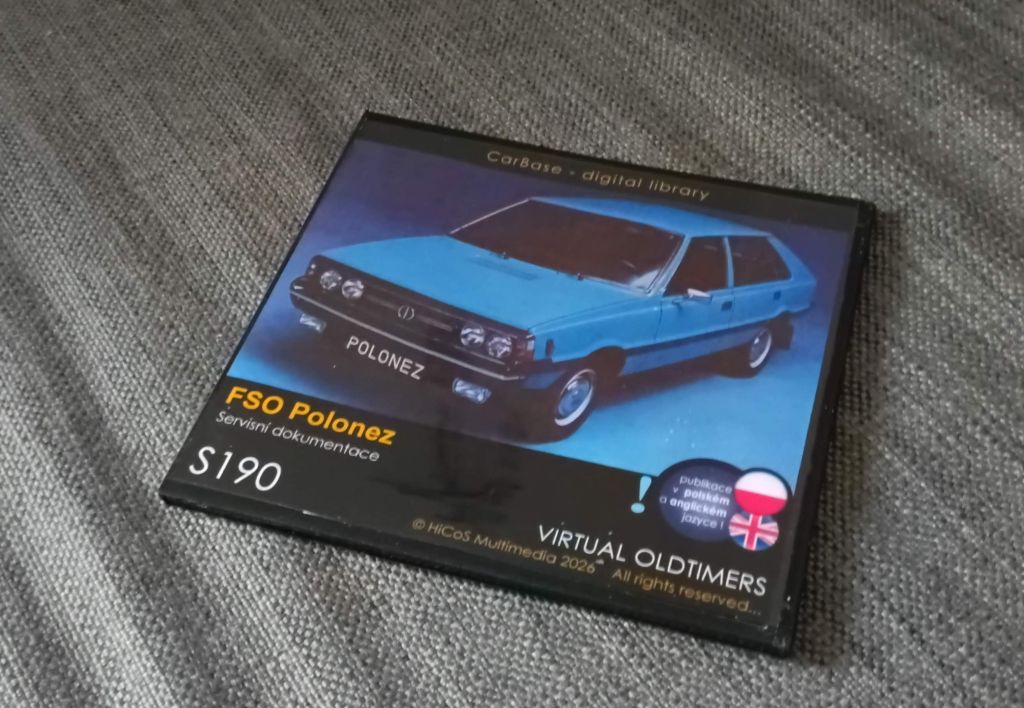 CarBase - digital library
POLONEZ
FSO Polonez
Servisní dokumentace
S190
!
publikace
v polském
a anglickém
jazyce !
VIRTUAL OLDTIMERS
© HiCoS Multimedia 2026 All rights reserved...